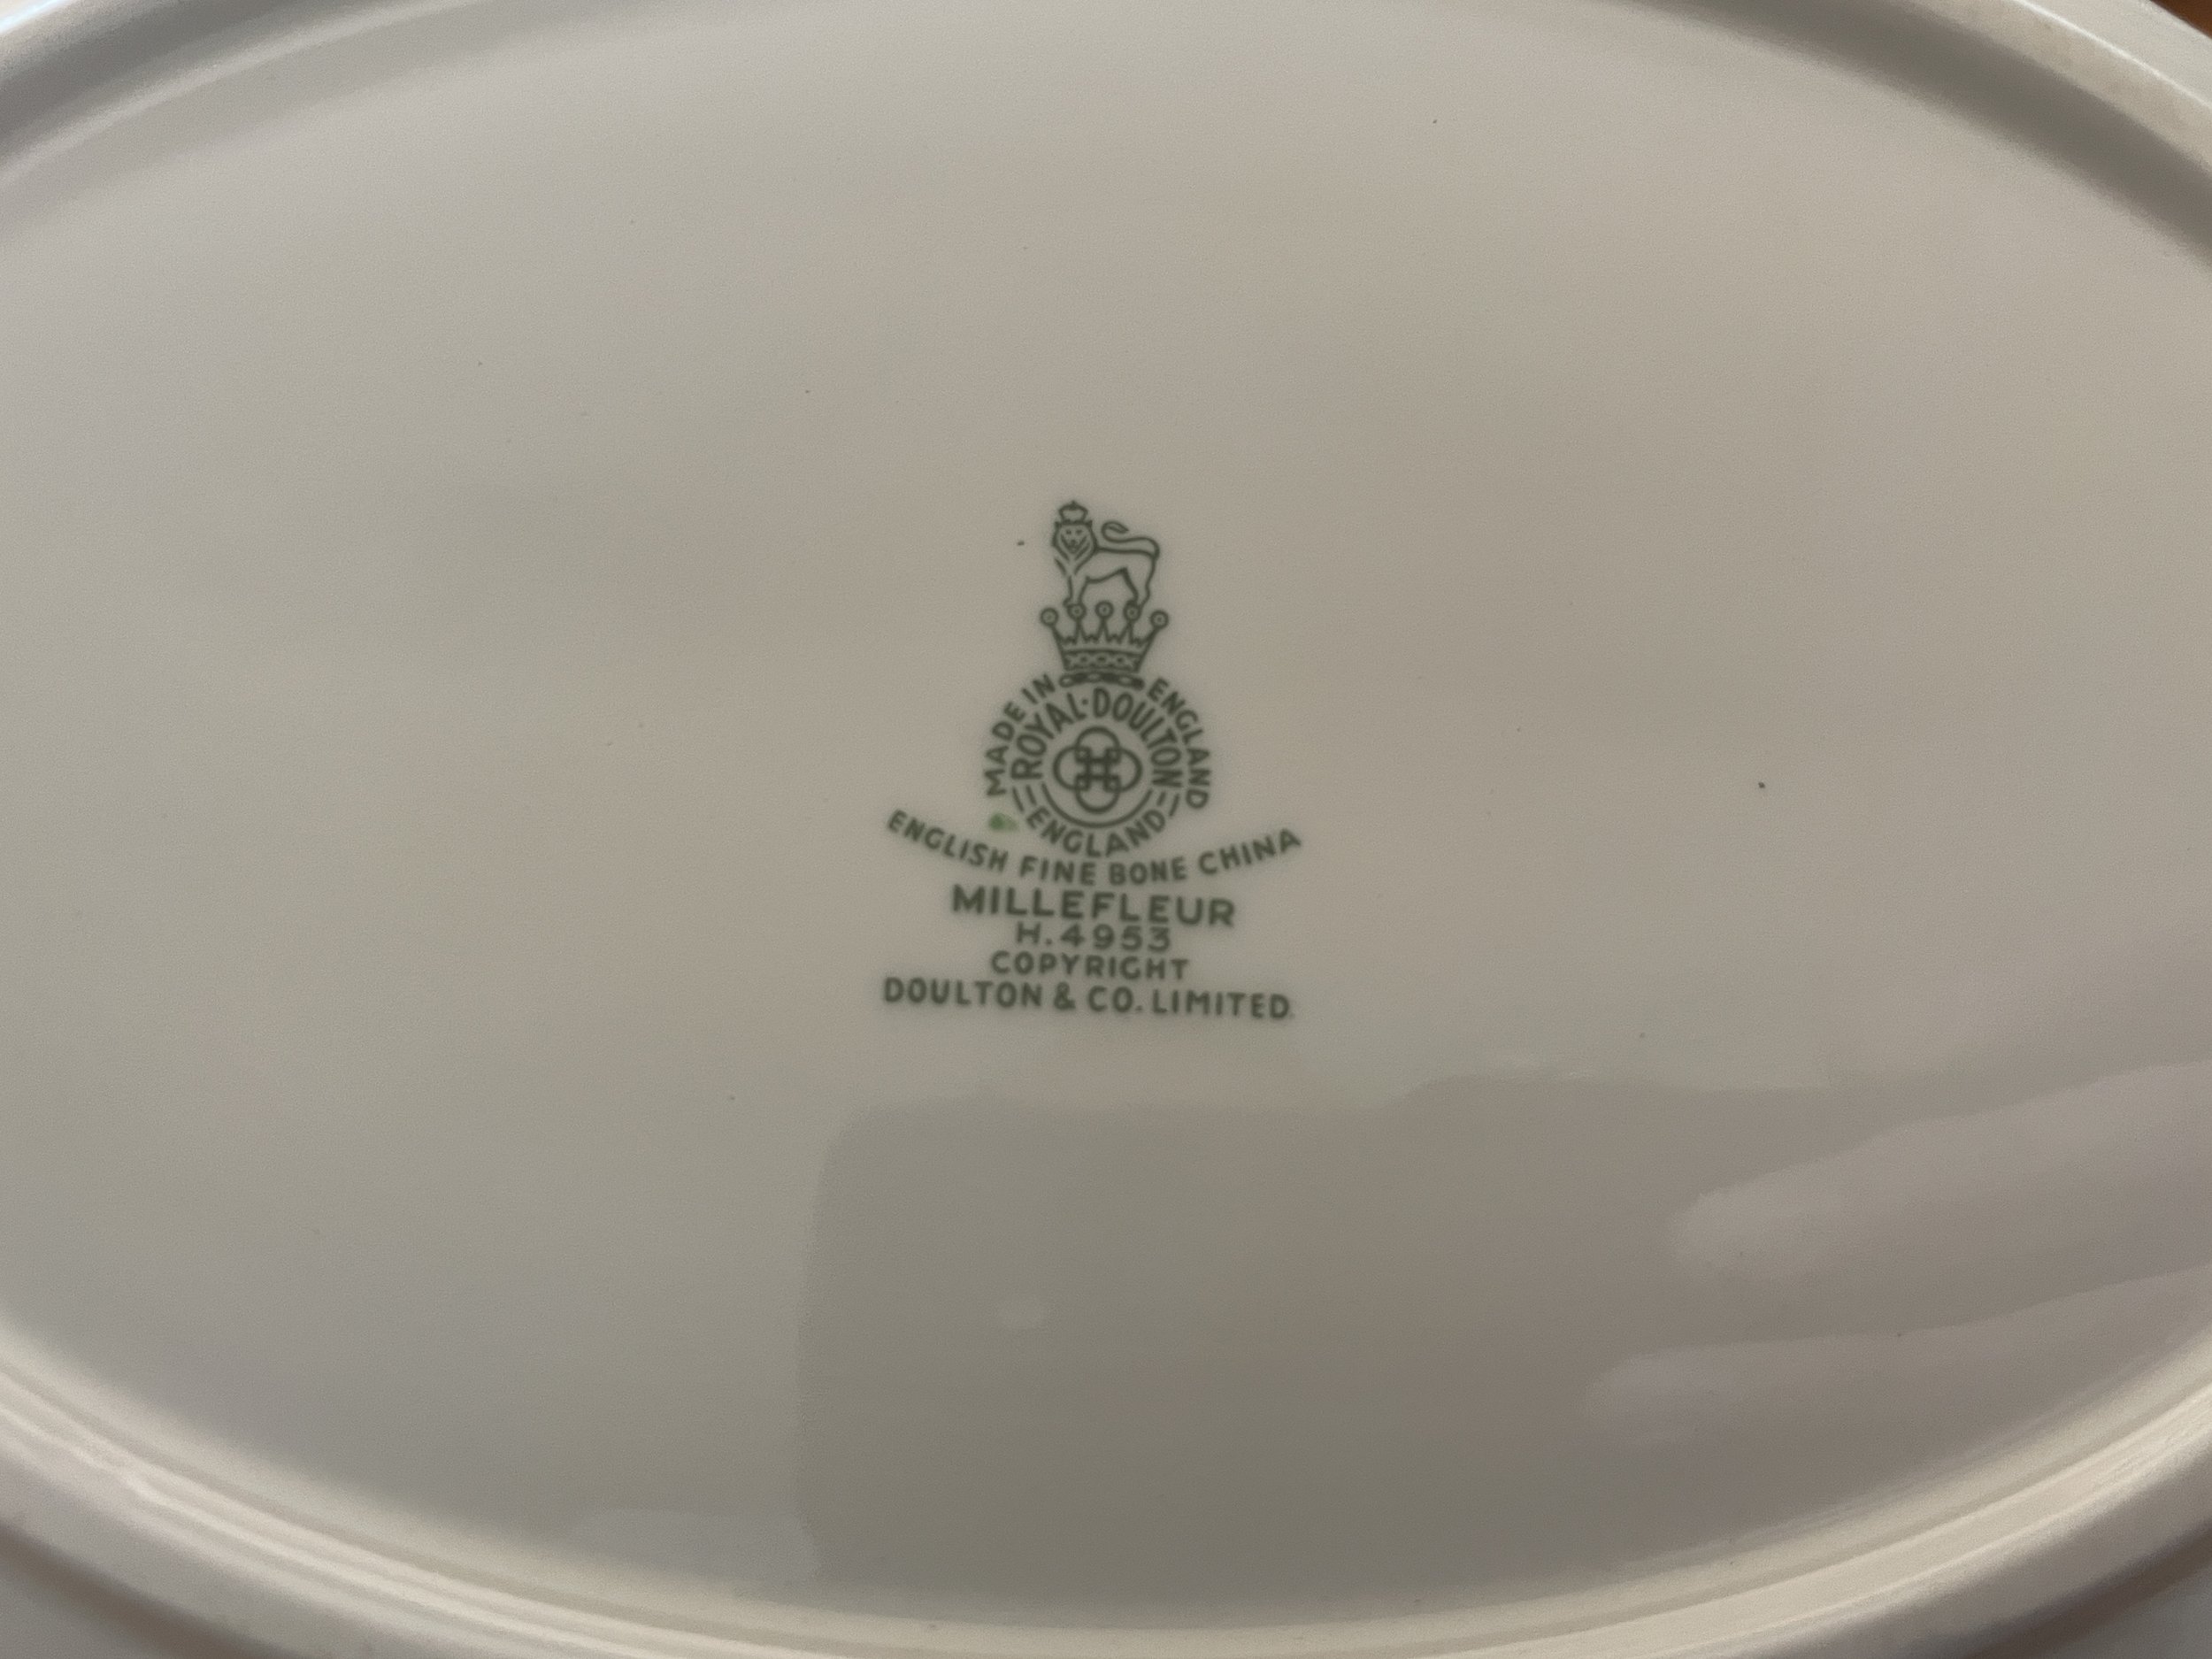 MADE IN ENGLAND
ROYAL·DOULTON
ENGLAND
ENGLISH FINE BONE CHINA
MILLEFLEUR
H.4953
COPYRIGHT
DOULTON & CO. LIMITED.